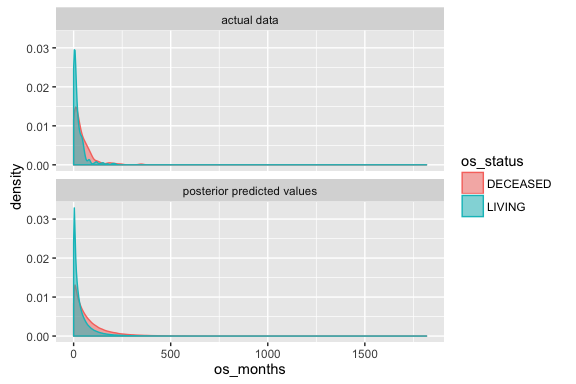 actual data
0.03
0.02
0.01
0.00
posterior predicted values
0.03
0.02
0.01
0.00
0
500
1000
1500
os_months
density
os_status
DECEASED
LIVING